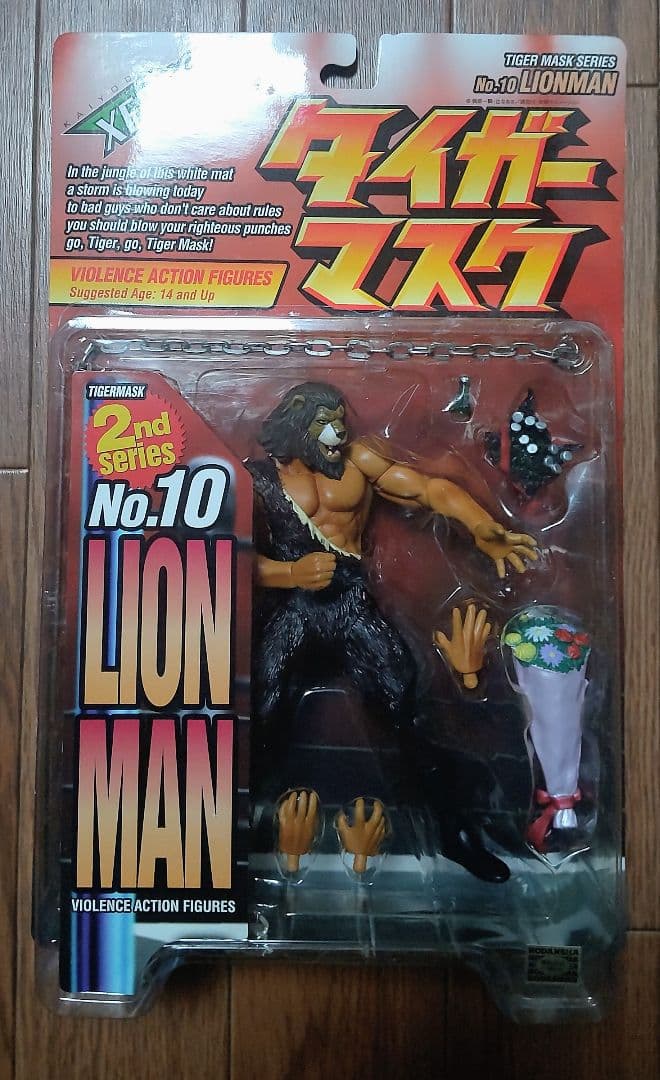 TIGER MASK SERIES
No.10 LIONMAN
KAIYODO
XE
タイガー
マスク
In the jungle of this white mat
a storm is blowing today
to bad guys who don't care about rules
you should blow your righteous punches
go, Tiger, go, Tiger Mask!
VIOLENCE ACTION FIGURES
Suggested Age: 14 and Up
TIGERMASK
2nd
series
No.10
LION
MAN
VIOLENCE ACTION FIGURES
KODANSHA